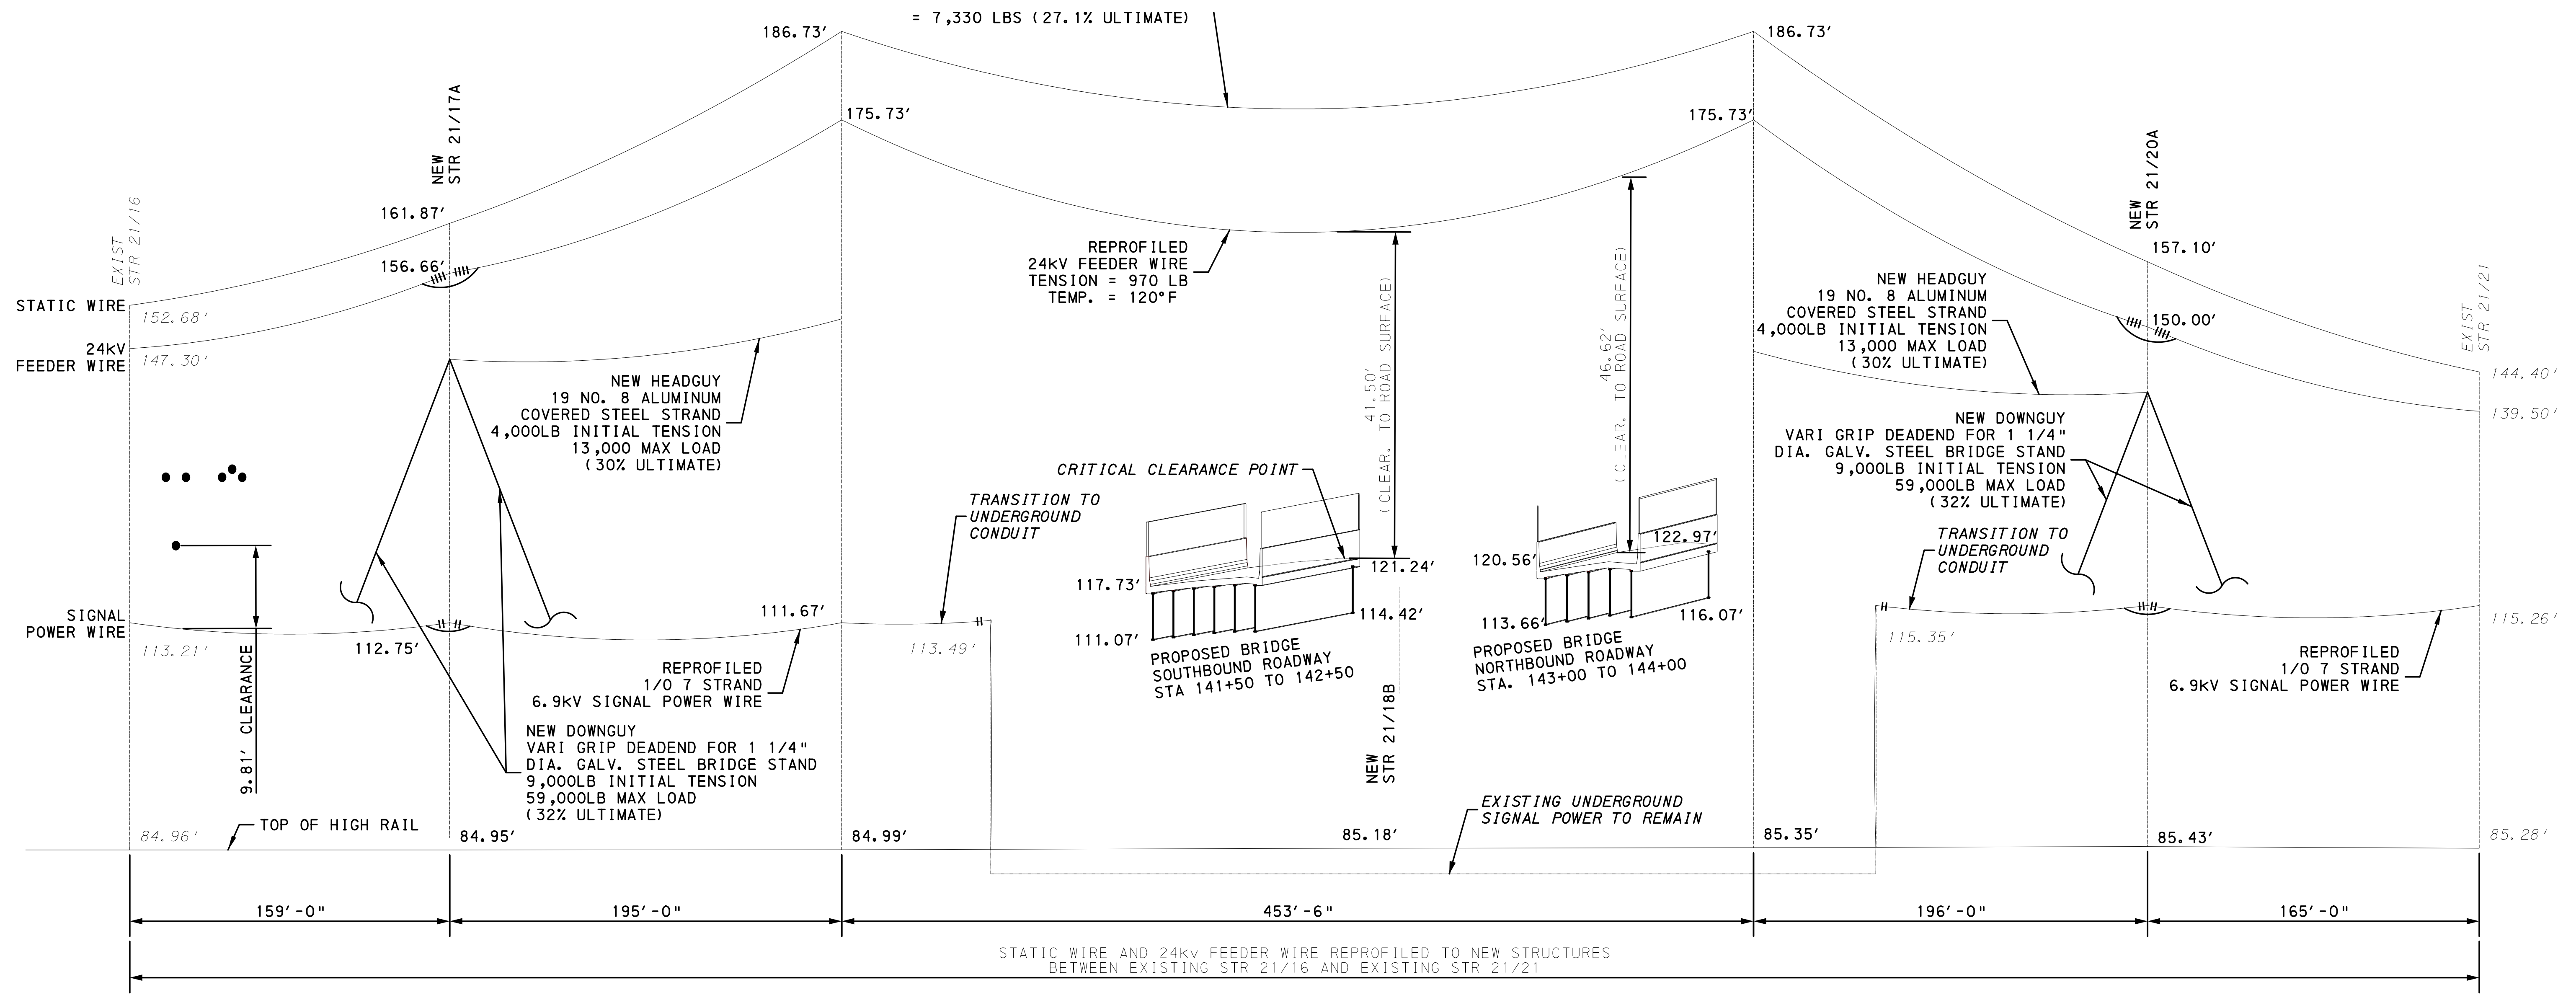 = 7,330 LBS (27.1% ULTIMATE)
186.73'
186.73'
175.73'
175.73'
NEW
STR 21/17A
NEW
STR 21/20A
EXIST
STR 21/16
EXIST
STR 21/21
161.87'
156.66'
157.10'
150.00'
STATIC WIRE
152.68'
24kV
FEEDER WIRE
147.30'
144.40'
139.50'
REPROFILED
24kV FEEDER WIRE
TENSION = 970 LB
TEMP. = 120°F
41.50'
(CLEAR. TO ROAD SURFACE)
46.62'
(CLEAR. TO ROAD SURFACE)
NEW HEADGUY
19 NO. 8 ALUMINUM
COVERED STEEL STRAND
4,000LB INITIAL TENSION
13,000 MAX LOAD
(30% ULTIMATE)
NEW HEADGUY
19 NO. 8 ALUMINUM
COVERED STEEL STRAND
4,000LB INITIAL TENSION
13,000 MAX LOAD
(30% ULTIMATE)
NEW DOWNGUY
VARI GRIP DEADEND FOR 1 1/4"
DIA. GALV. STEEL BRIDGE STAND
9,000LB INITIAL TENSION
59,000LB MAX LOAD
(32% ULTIMATE)
CRITICAL CLEARANCE POINT
TRANSITION TO
UNDERGROUND
CONDUIT
TRANSITION TO
UNDERGROUND
CONDUIT
117.73'
121.24'
111.07'
114.42'
PROPOSED BRIDGE
SOUTHBOUND ROADWAY
STA 141+50 TO 142+50
120.56'
122.97'
113.66'
116.07'
PROPOSED BRIDGE
NORTHBOUND ROADWAY
STA. 143+00 TO 144+00
SIGNAL
POWER WIRE
113.21'
112.75'
111.67'
113.49'
115.35'
115.26'
9.81' CLEARANCE
REPROFILED
1/0 7 STRAND
6.9kV SIGNAL POWER WIRE
REPROFILED
1/0 7 STRAND
6.9kV SIGNAL POWER WIRE
NEW DOWNGUY
VARI GRIP DEADEND FOR 1 1/4"
DIA. GALV. STEEL BRIDGE STAND
9,000LB INITIAL TENSION
59,000LB MAX LOAD
(32% ULTIMATE)
NEW
STR 21/18B
EXISTING UNDERGROUND
SIGNAL POWER TO REMAIN
84.96'
TOP OF HIGH RAIL
84.95'
84.99'
85.18'
85.35'
85.43'
85.28'
159'-0"
195'-0"
453'-6"
196'-0"
165'-0"
STATIC WIRE AND 24kv FEEDER WIRE REPROFILED TO NEW STRUCTURES
BETWEEN EXISTING STR 21/16 AND EXISTING STR 21/21